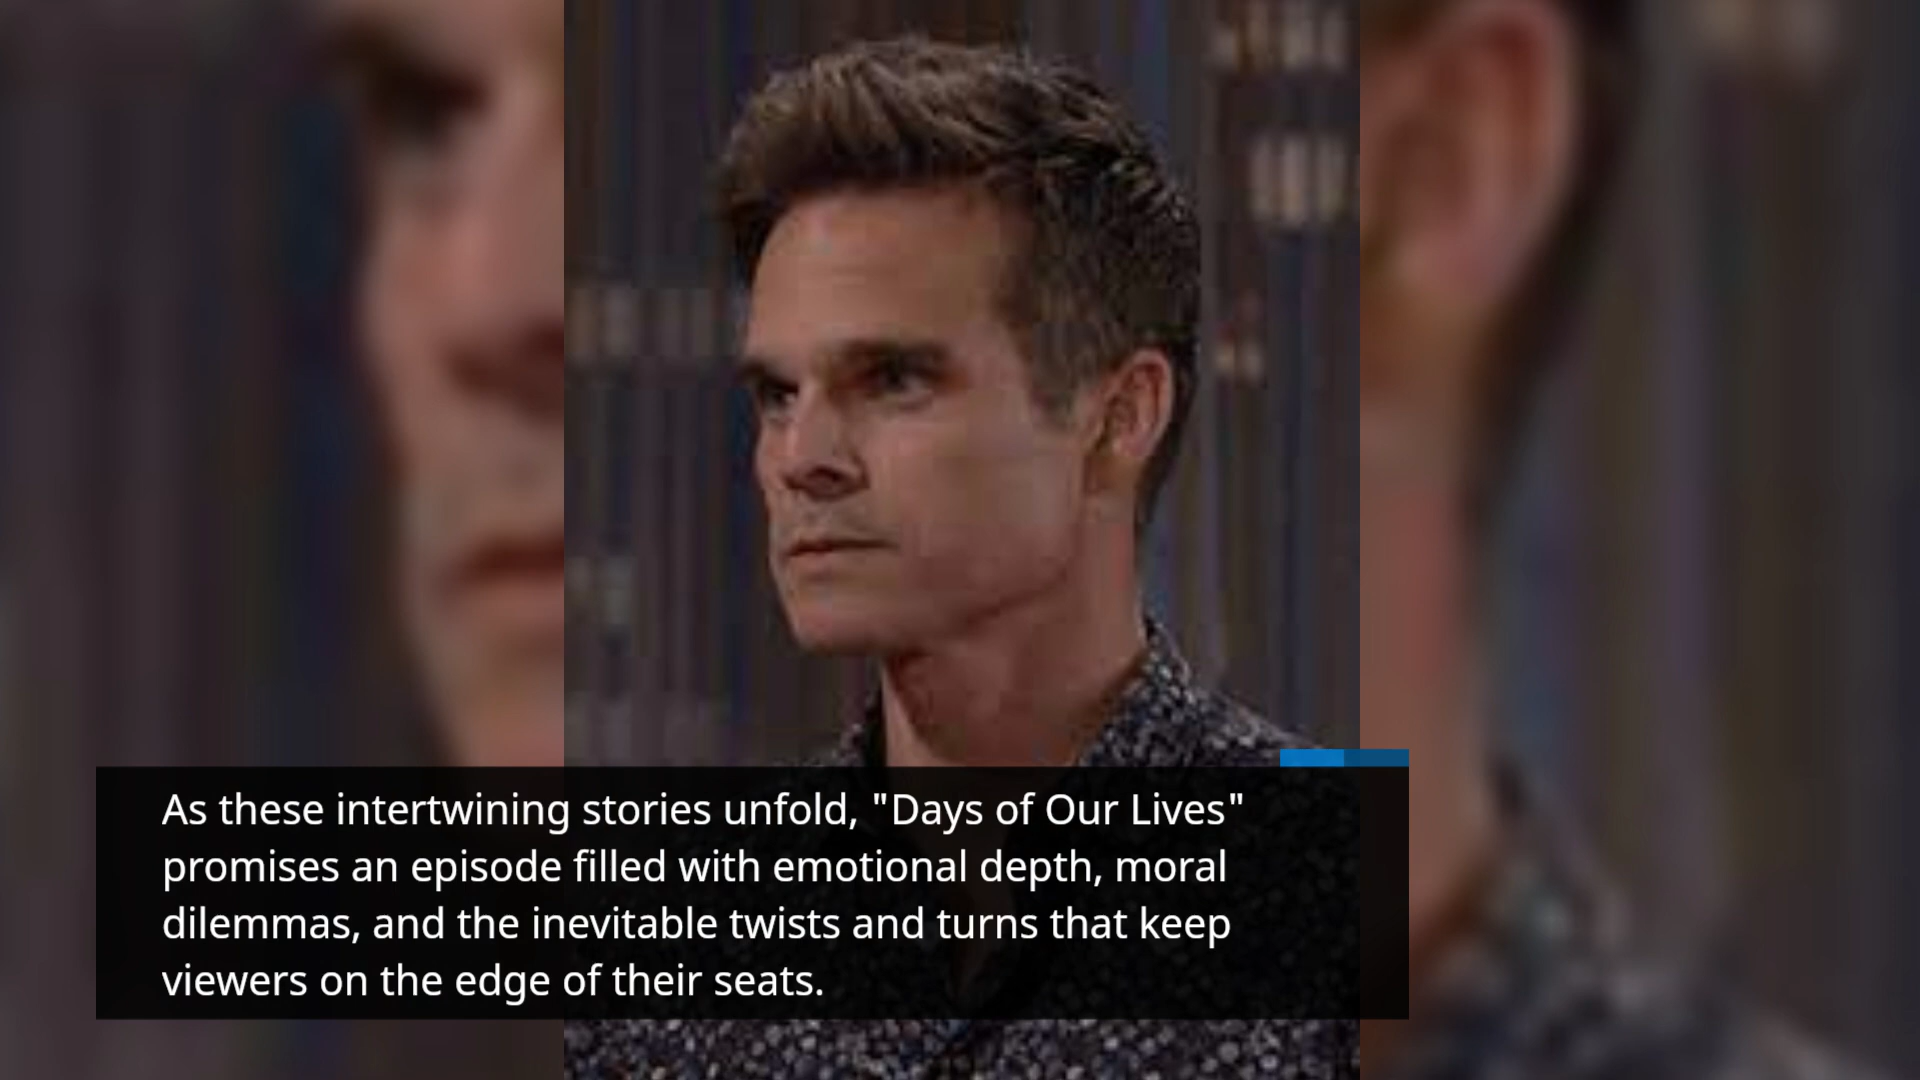 As these intertwining stories unfold, "Days of Our Lives"
promises an episode filled with emotional depth, moral
dilemmas, and the inevitable twists and turns that keep
viewers on the edge of their seats.